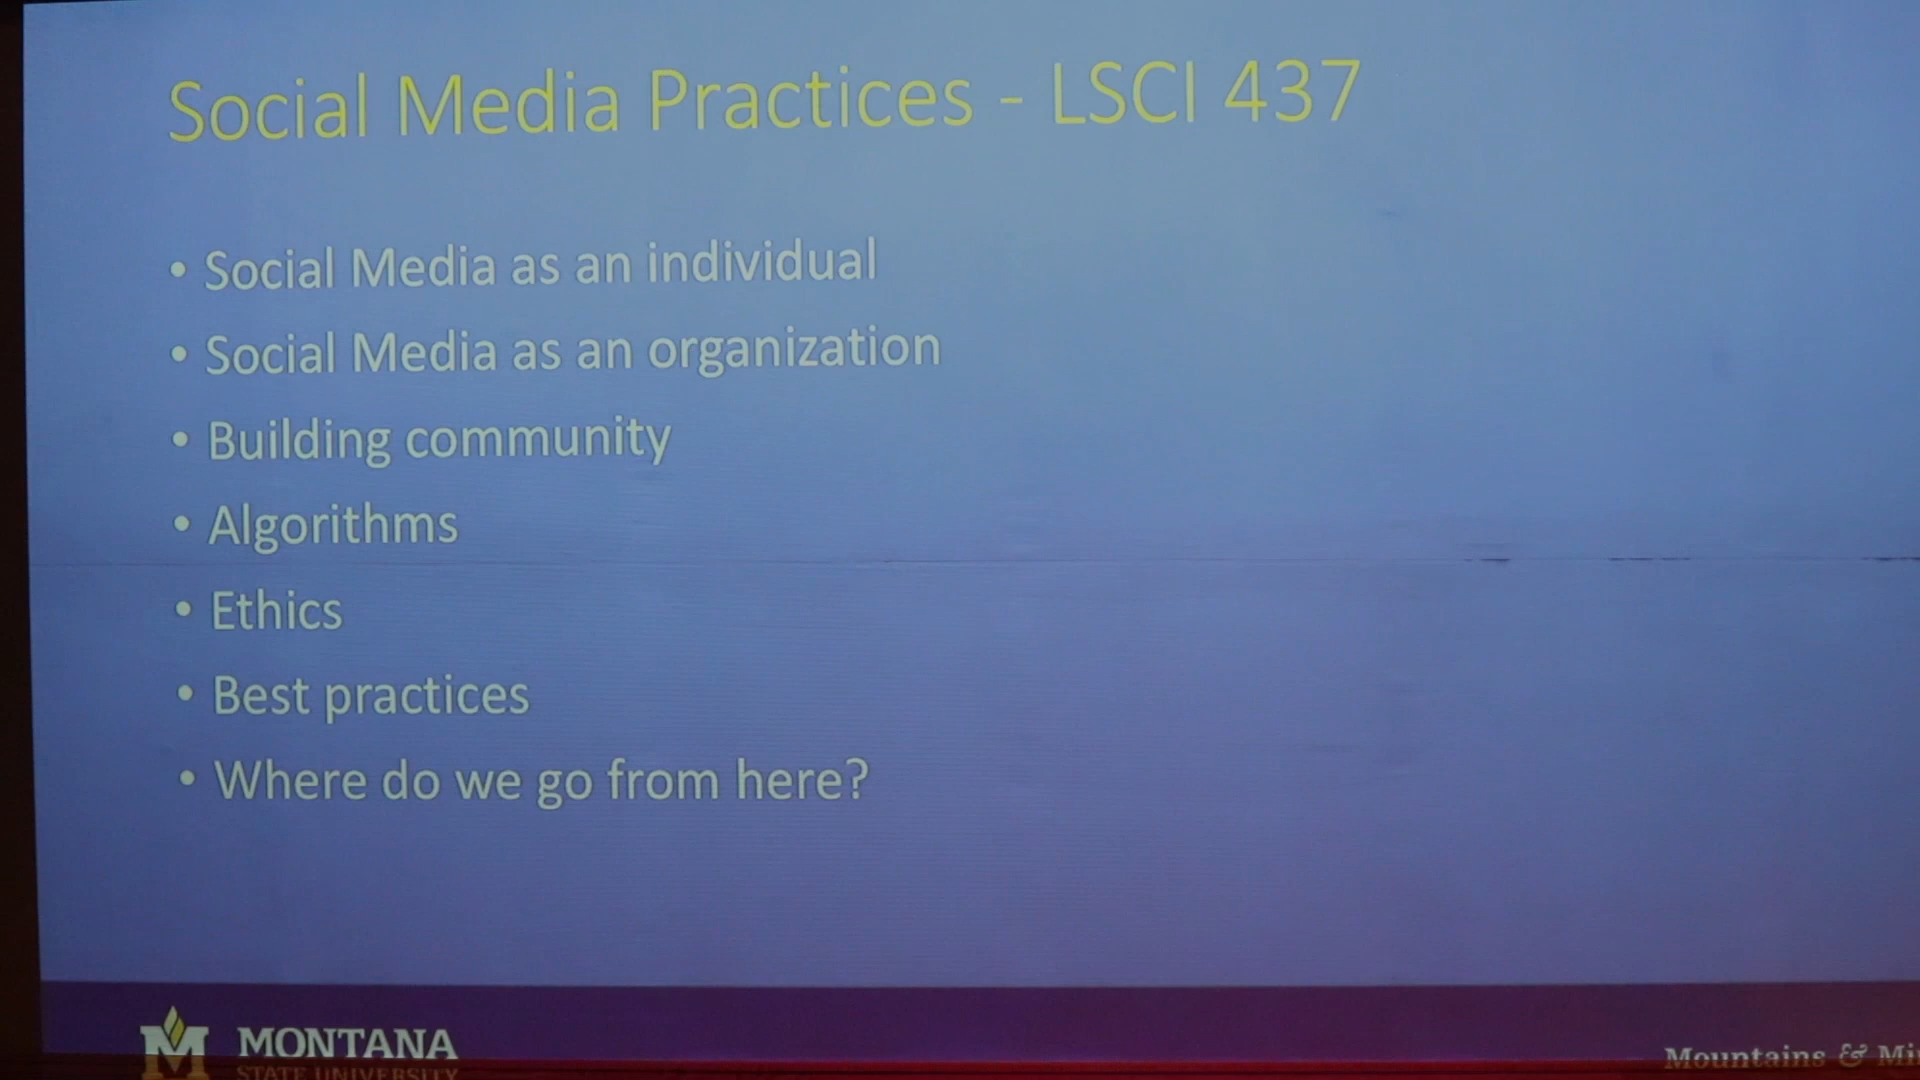 Social Media Practices - LSCI 437
• Social Media as an individual
• Social Media as an organization
• Building community
• Algorithms
• Ethics
• Best practices
• Where do we go from here?
MONTANA
STATE UNIVERSITY
Mountains &